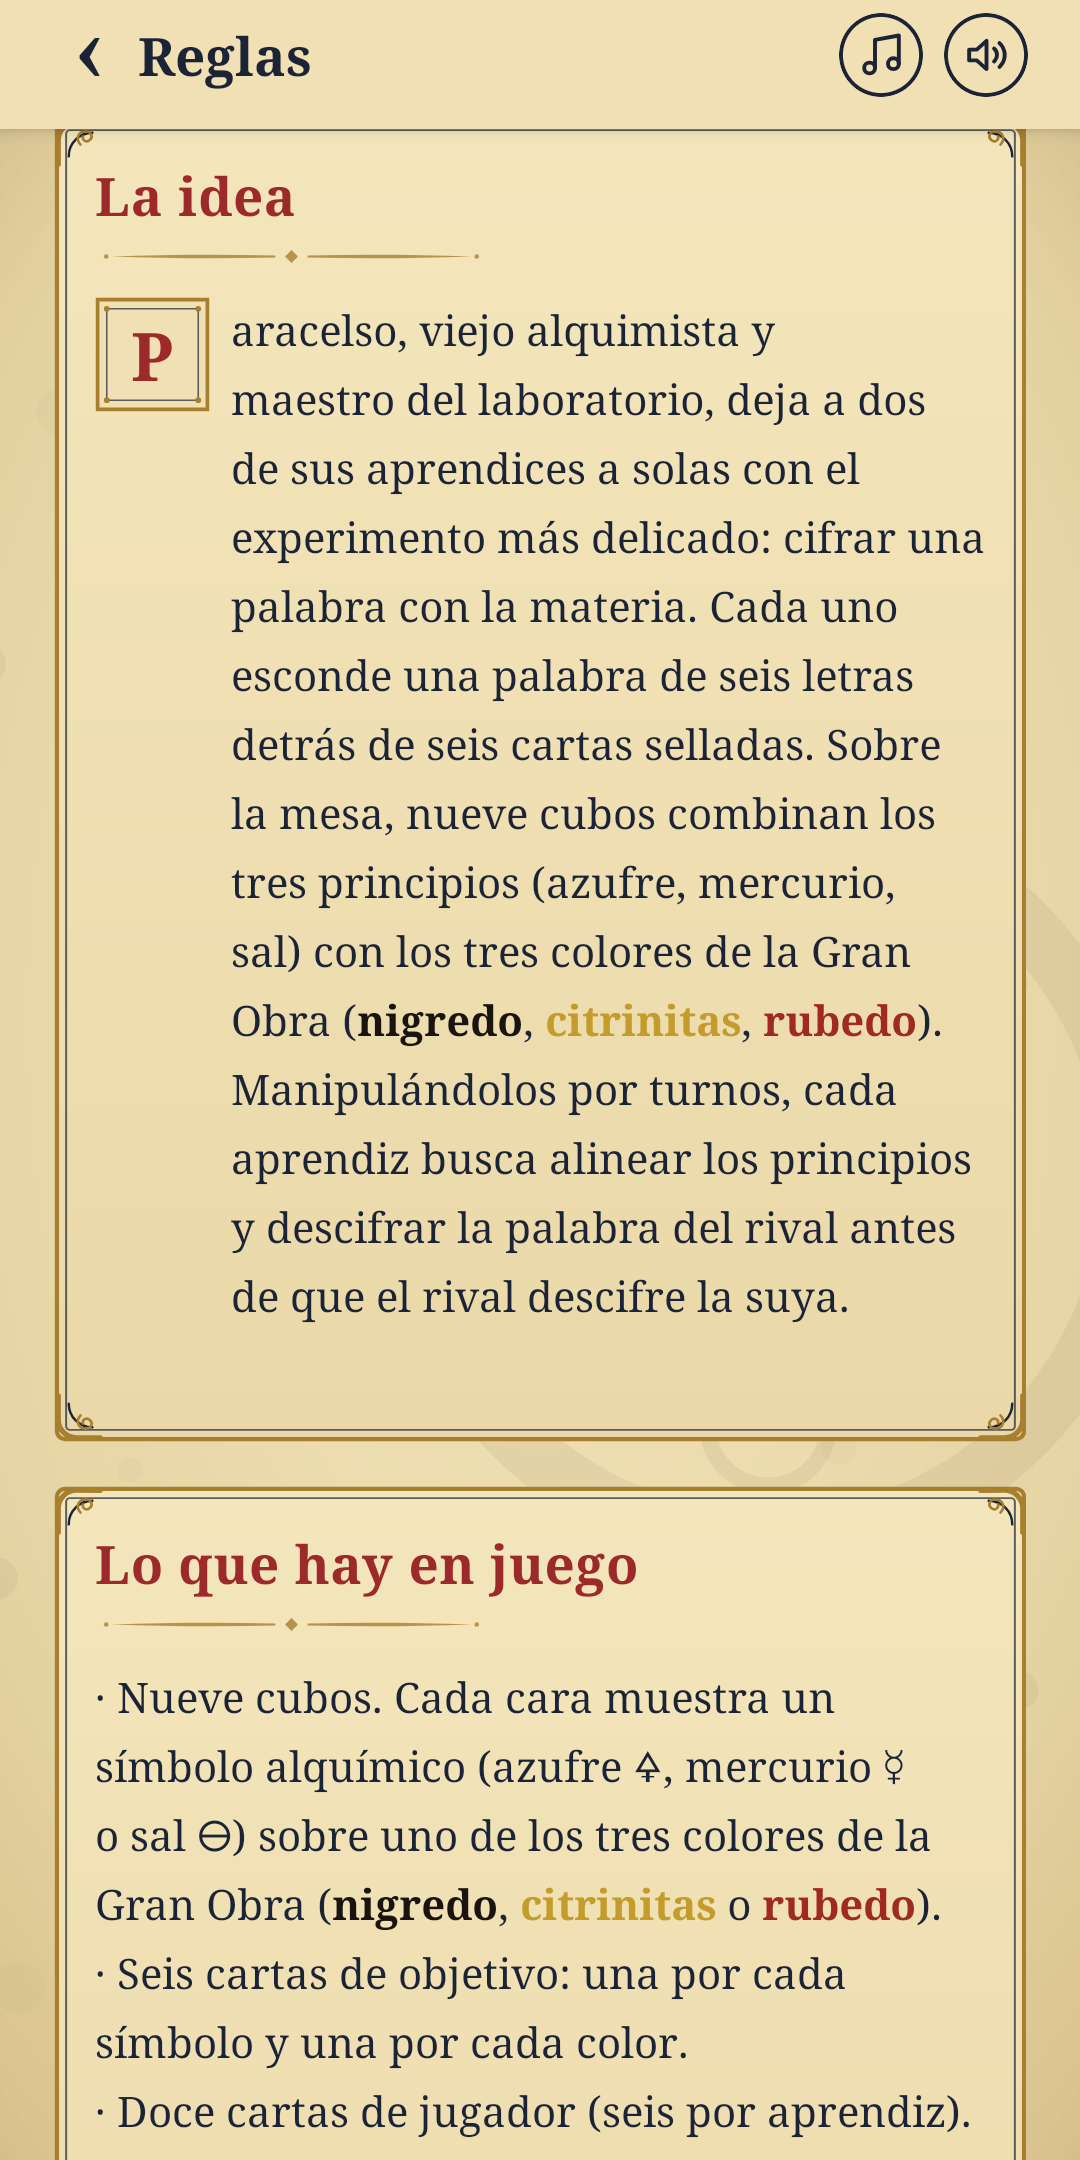 Reglas
La idea
Paracelso, viejo alquimista y
maestro del laboratorio, deja a dos
de sus aprendices a solas con el
experimento más delicado: cifrar una
palabra con la materia. Cada uno
esconde una palabra de seis letras
detrás de seis cartas selladas. Sobre
la mesa, nueve cubos combinan los
tres principios (azufre, mercurio,
sal) con los tres colores de la Gran
Obra (nigredo, citrinitas, rubedo).
Manipulándolos por turnos, cada
aprendiz busca alinear los principios
y descifrar la palabra del rival antes
de que el rival descifre la suya.
Lo que hay en juego
· Nueve cubos. Cada cara muestra un
símbolo alquímico (azufre 🜍, mercurio ☿
o sal 🜔) sobre uno de los tres colores de la
Gran Obra (nigredo, citrinitas o rubedo).
· Seis cartas de objetivo: una por cada
símbolo y una por cada color.
· Doce cartas de jugador (seis por aprendiz).